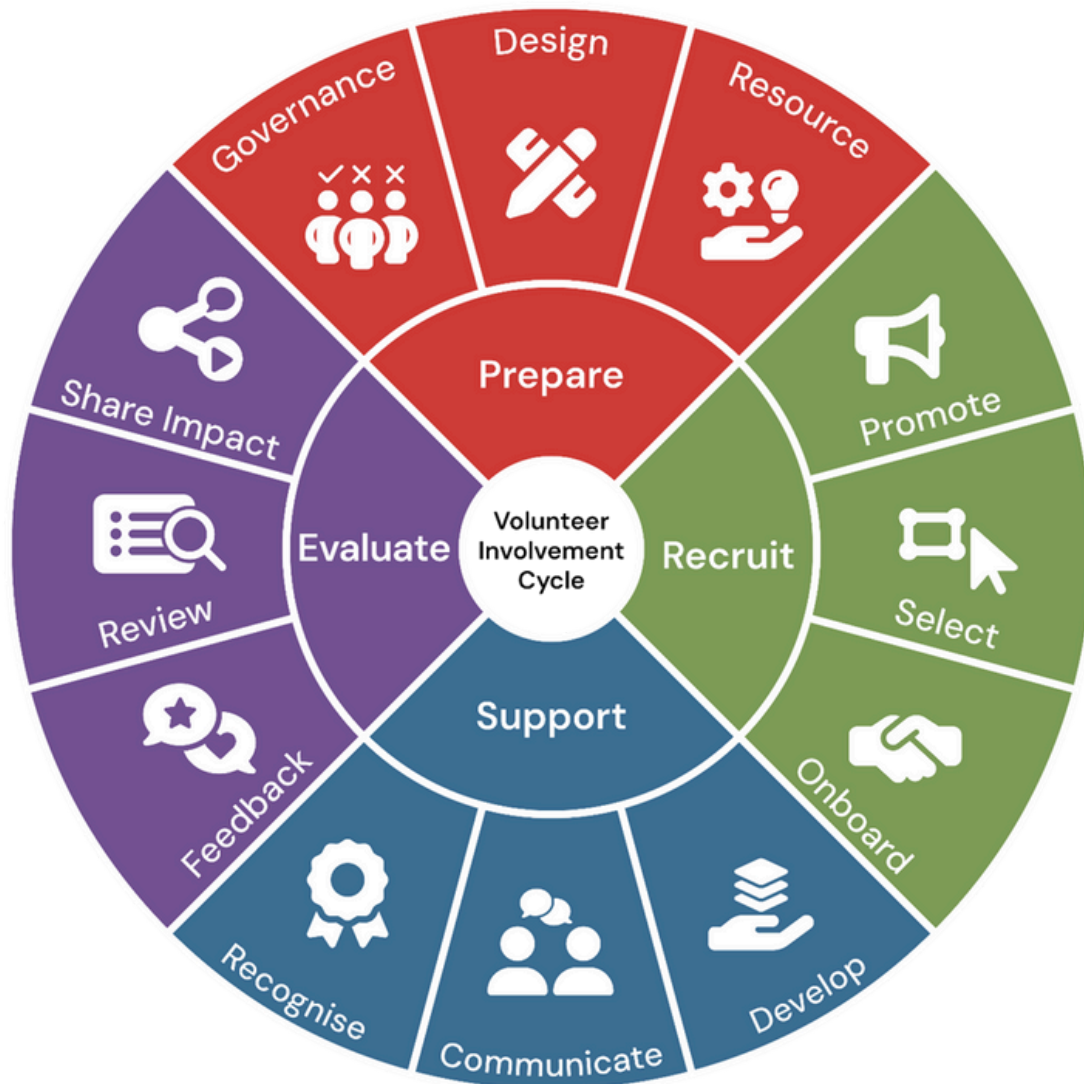 Governance
Design
Resource
Prepare
Promote
Select
Onboard
Recruit
Develop
Communicate
Recognise
Support
Feedback
Review
Share Impact
Evaluate
Volunteer
Involvement
Cycle